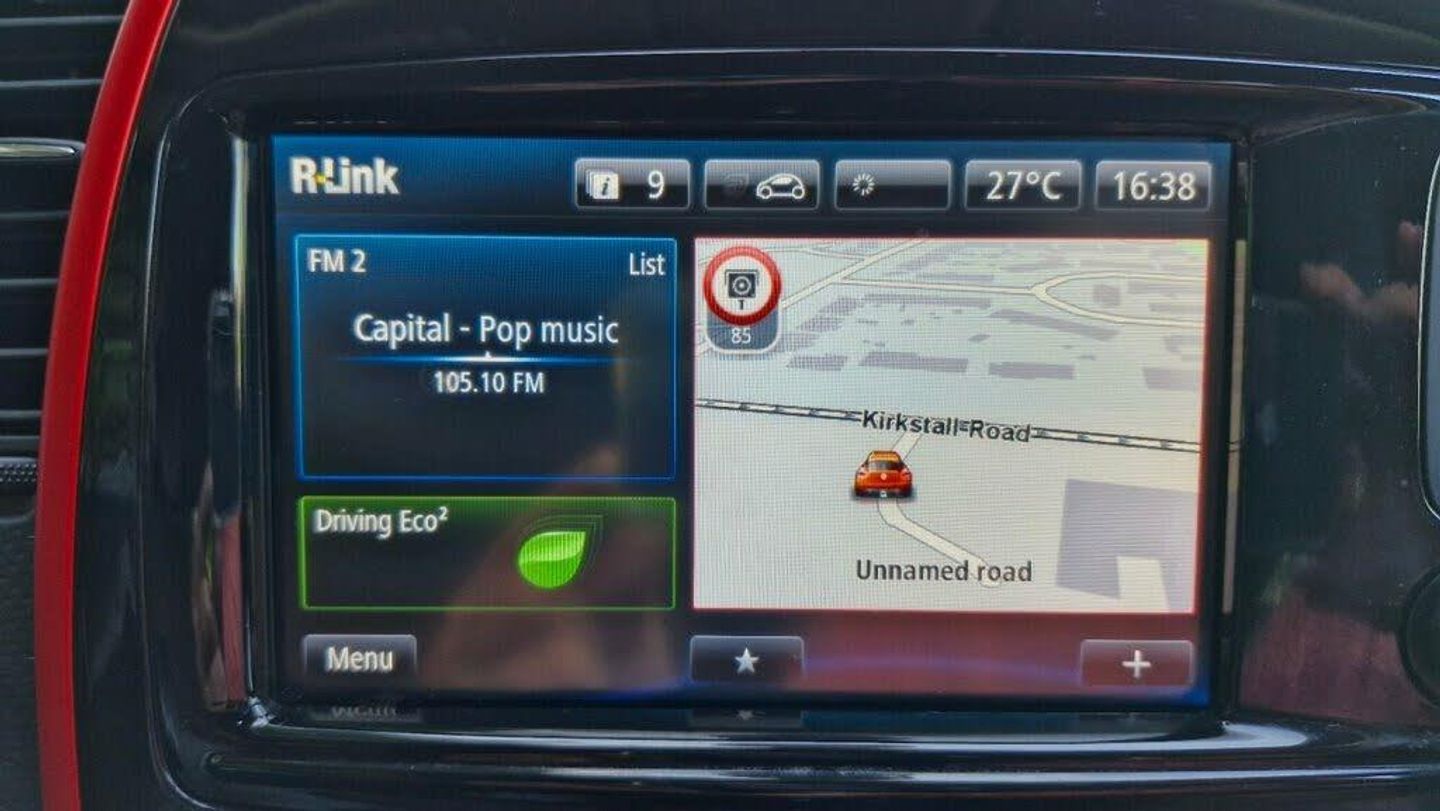 R-Link
9
27°C
16:38
FM 2
List
Capital - Pop music
105.10 FM
85
Kirkstall Road
Driving Eco²
Unnamed road
Menu